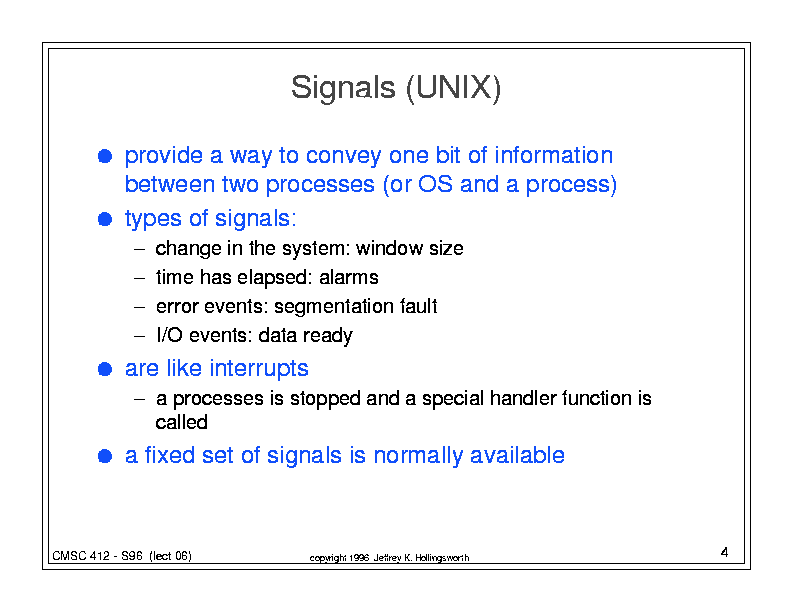 Signals (UNIX)
● provide a way to convey one bit of information
between two processes (or OS and a process)
● types of signals:
– change in the system: window size
– time has elapsed: alarms
– error events: segmentation fault
– I/O events: data ready
● are like interrupts
– a processes is stopped and a special handler function is
called
● a fixed set of signals is normally available
CMSC 412 - S96 (lect 06)
copyright 1996 Jeffrey K. Hollingsworth
4